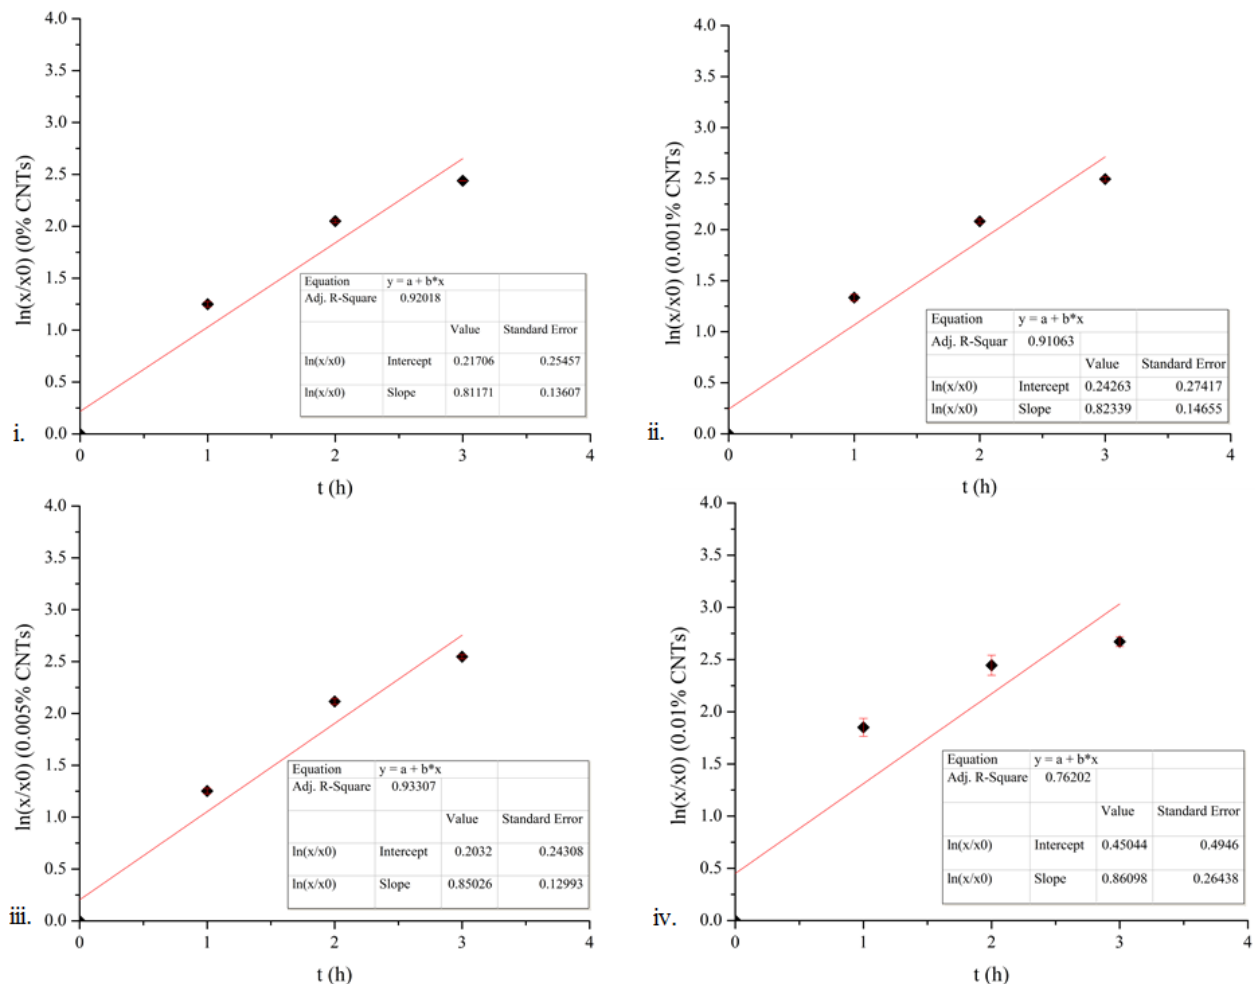 4.0
3.5
3.0
2.5
2.0
1.5
1.0
0.5
0.0
ln(x/x0) (0% CNTs)
Equation y = a + b*x
Adj. R-Square 0.92018
Value Standard Error
ln(x/x0) Intercept 0.21706 0.25457
ln(x/x0) Slope 0.81171 0.13607
i.
0 1 2 3 4
t (h)
4.0
3.5
3.0
2.5
2.0
1.5
1.0
0.5
0.0
ln(x/x0) (0.001% CNTs)
Equation y = a + b*x
Adj. R-Squar 0.91063
Value Standard Error
ln(x/x0) Intercept 0.24263 0.27417
ln(x/x0) Slope 0.82339 0.14655
ii.
0 1 2 3 4
t (h)
4.0
3.5
3.0
2.5
2.0
1.5
1.0
0.5
0.0
ln(x/x0) (0.005% CNTs)
Equation y = a + b*x
Adj. R-Square 0.93307
Value Standard Error
ln(x/x0) Intercept 0.2032 0.24308
ln(x/x0) Slope 0.85026 0.12993
iii.
0 1 2 3 4
t (h)
4.0
3.5
3.0
2.5
2.0
1.5
1.0
0.5
0.0
ln(x/x0) (0.01% CNTs)
Equation y = a + b*x
Adj. R-Square 0.76202
Value Standard Error
ln(x/x0) Intercept 0.45044 0.4946
ln(x/x0) Slope 0.86098 0.26438
iv.
0 1 2 3 4
t (h)